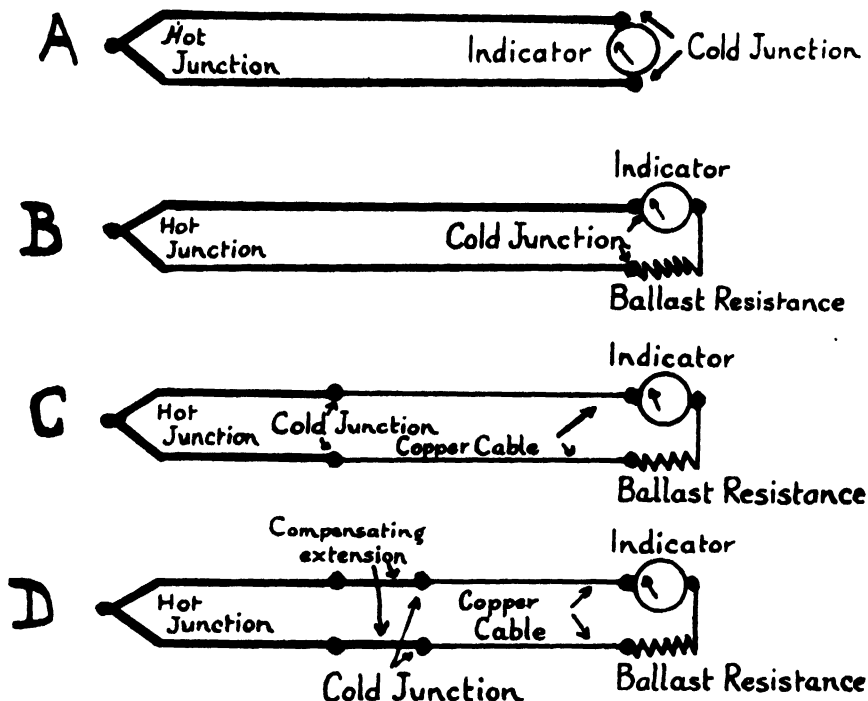 A
Hot
Junction
Indicator
Cold Junction
B
Hot
Junction
Indicator
Cold Junction
Ballast Resistance
C
Hot
Junction
Cold Junction
Copper Cable
Indicator
Ballast Resistance
D
Hot
Junction
Compensating
extension
Cold Junction
Copper
Cable
Indicator
Ballast Resistance